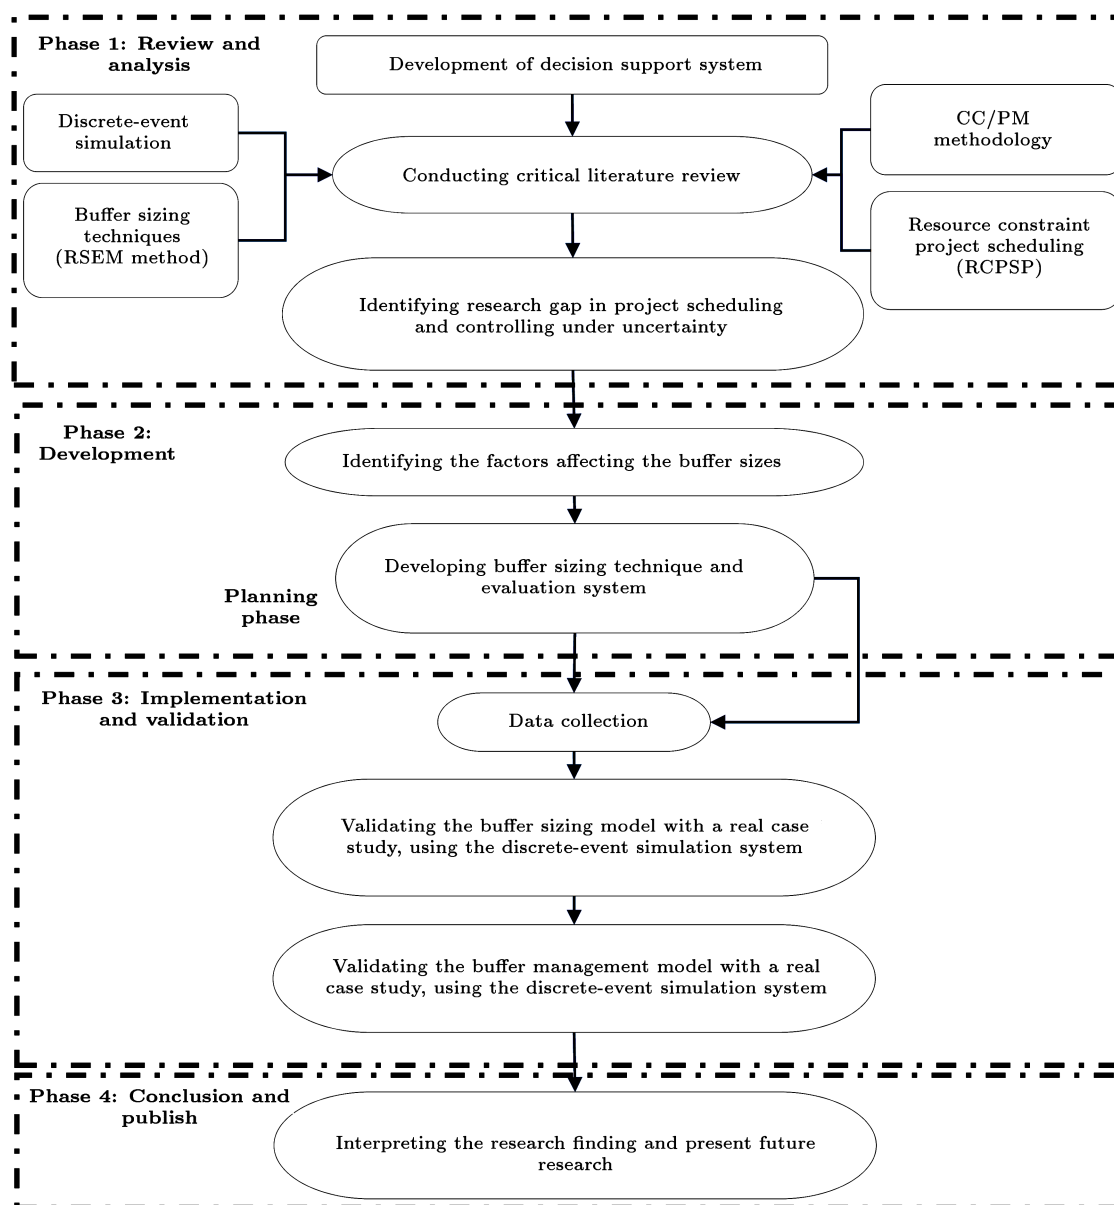 Phase 1: Review and
analysis
Development of decision support system
Discrete-event
simulation
CC/PM
methodology
Conducting critical literature review
Buffer sizing
techniques
(RSEM method)
Resource constraint
project scheduling
(RCPSP)
Identifying research gap in project scheduling
and controlling under uncertainty
Phase 2:
Development
Identifying the factors affecting the buffer sizes
Developing buffer sizing technique and
evaluation system
Planning
phase
Phase 3: Implementation
and validation
Data collection
Validating the buffer sizing model with a real case
study, using the discrete-event simulation system
Validating the buffer management model with a real
case study, using the discrete-event simulation system
Phase 4: Conclusion and
publish
Interpreting the research finding and present future
research